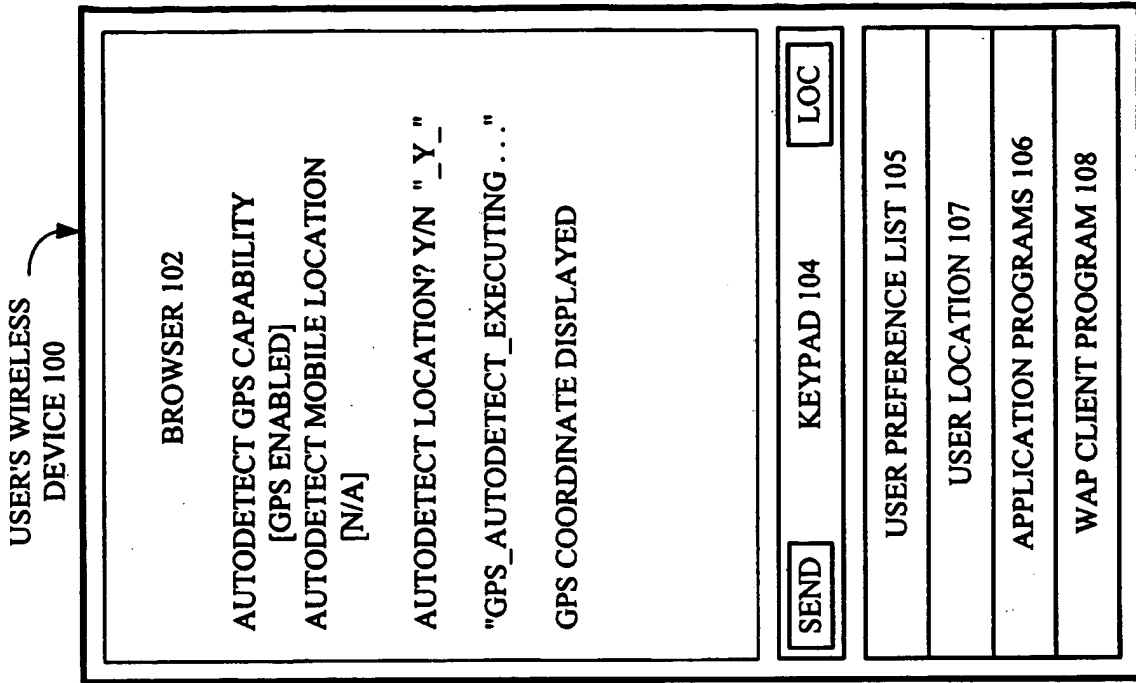 USER'S WIRELESS
DEVICE 100
BROWSER 102
AUTODETECT GPS CAPABILITY
[GPS ENABLED]
AUTODETECT MOBILE LOCATION
[N/A]
AUTODETECT LOCATION? Y/N "_Y_"
"GPS_AUTODETECT_EXECUTING . . ."
GPS COORDINATE DISPLAYED
SEND KEYPAD 104 LOC
USER PREFERENCE LIST 105
USER LOCATION 107
APPLICATION PROGRAMS 106
WAP CLIENT PROGRAM 108